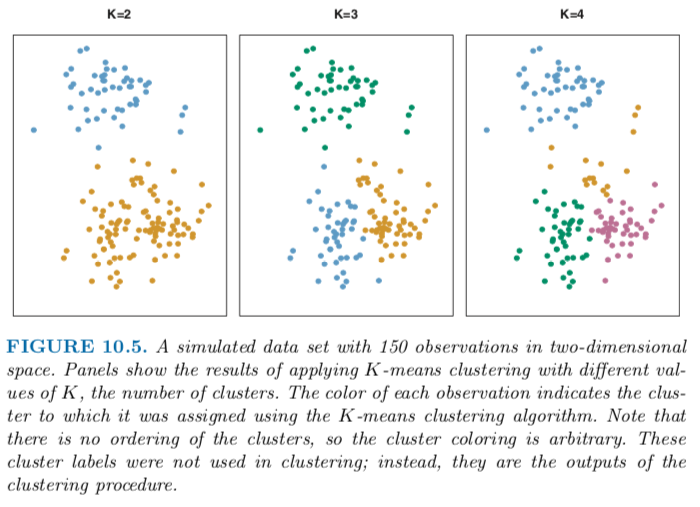 K=2
K=3
K=4
FIGURE 10.5. A simulated data set with 150 observations in two-dimensional
space. Panels show the results of applying K-means clustering with different val-
ues of K, the number of clusters. The color of each observation indicates the clus-
ter to which it was assigned using the K-means clustering algorithm. Note that
there is no ordering of the clusters, so the cluster coloring is arbitrary. These
cluster labels were not used in clustering; instead, they are the outputs of the
clustering procedure.